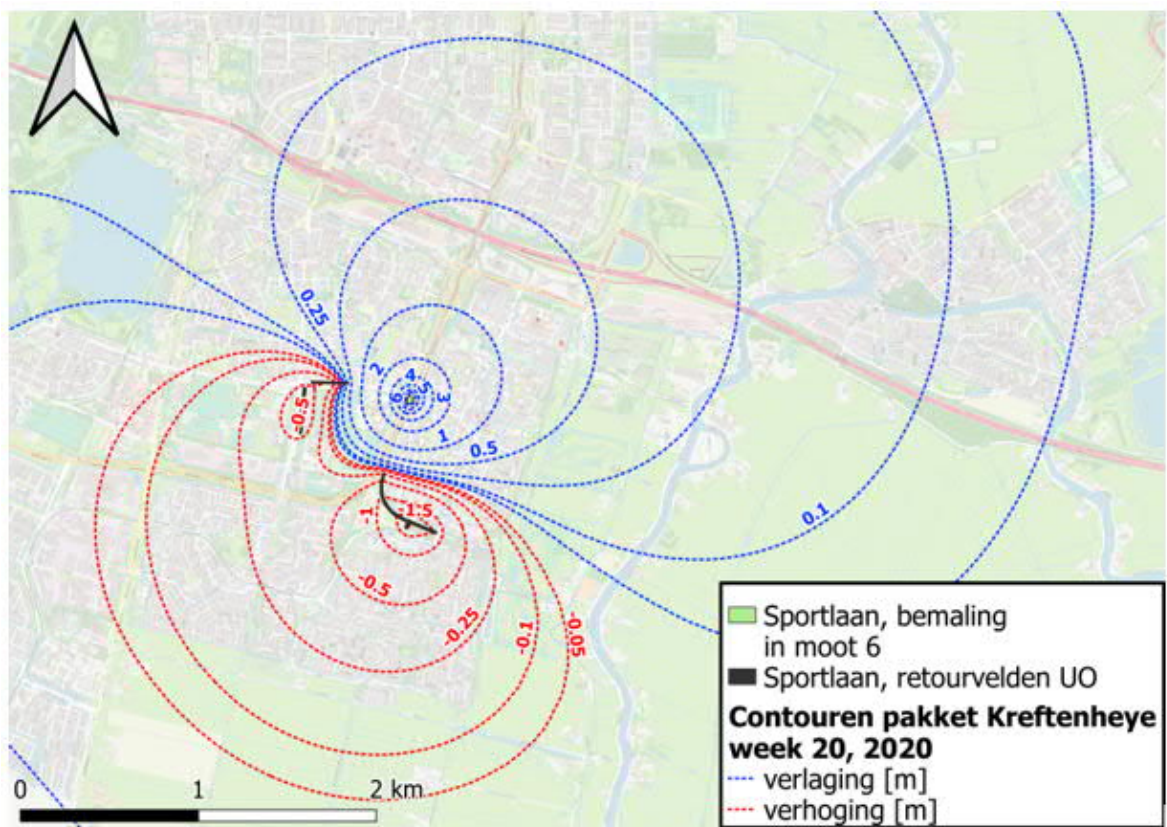 0.25
2
4
.5
6
3
-0.5
1
0.5
0.1
-1.5
-1
-0.5
-0.25
-0.1
-0.05
Sportlaan, bemaling
in moot 6
Sportlaan, retourvelden UO
Contouren pakket Kreftenheye
week 20, 2020
verlaging [m]
verhoging [m]
0 1 2 km